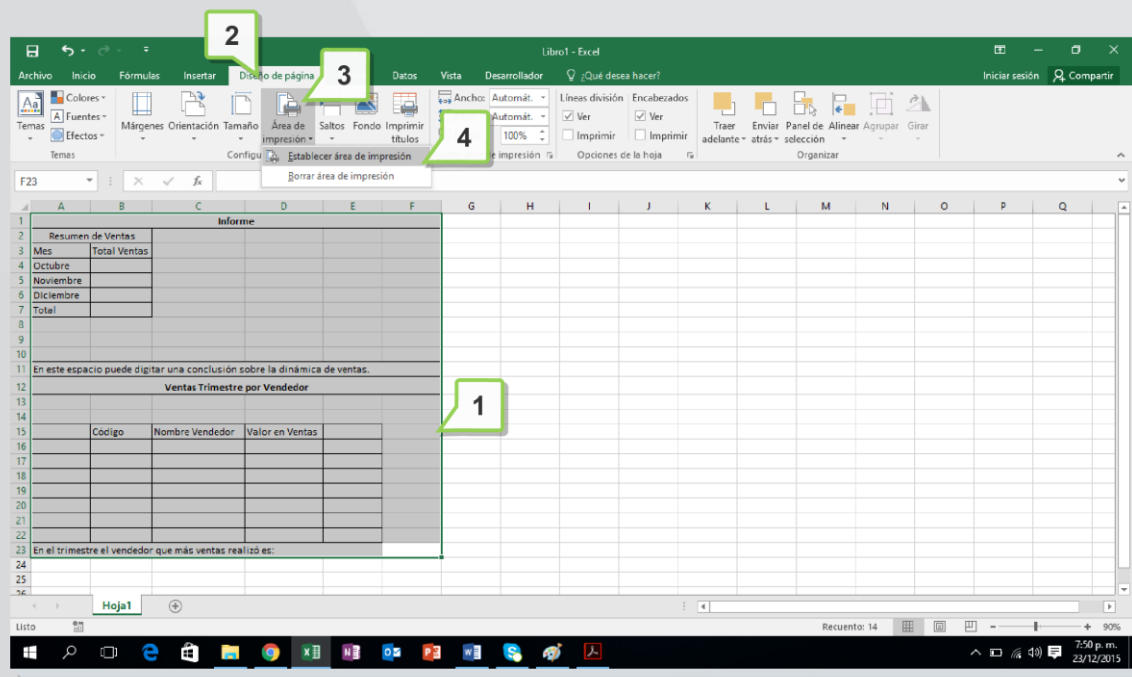 2
3
4
1
Libro1 - Excel
Archivo Inicio Fórmulas Insertar Diseño de página Datos Vista Desarrollador ¿Qué desea hacer? Iniciar sesión Compartir
Colores
Fuentes
Efectos
Temas
Temas
Márgenes Orientación Tamaño Área de impresión Saltos Fondo Imprimir títulos
Ancho: Automát.
Automát.
100%
Líneas división Encabezados
Ver Ver
Imprimir Imprimir
Opciones de la hoja
Traer adelante Enviar atrás Panel de selección Alinear Agrupar Girar
Organizar
Establecer área de impresión
Borrar área de impresión
F23 fx
A B C D E F G H I J K L M N O P Q
1 Informe
2 Resumen de Ventas
3 Mes Total Ventas
4 Octubre
5 Noviembre
6 Diciembre
7 Total
8
9
10
11 En este espacio puede digitar una conclusión sobre la dinámica de ventas.
12 Ventas Trimestre por Vendedor
13
14
15 Código Nombre Vendedor Valor en Ventas
16
17
18
19
20
21
22
23 En el trimestre el vendedor que más ventas realizó es:
24
25
Hoja1
Listo Recuento: 14 90%
7:50 p. m.
23/12/2015